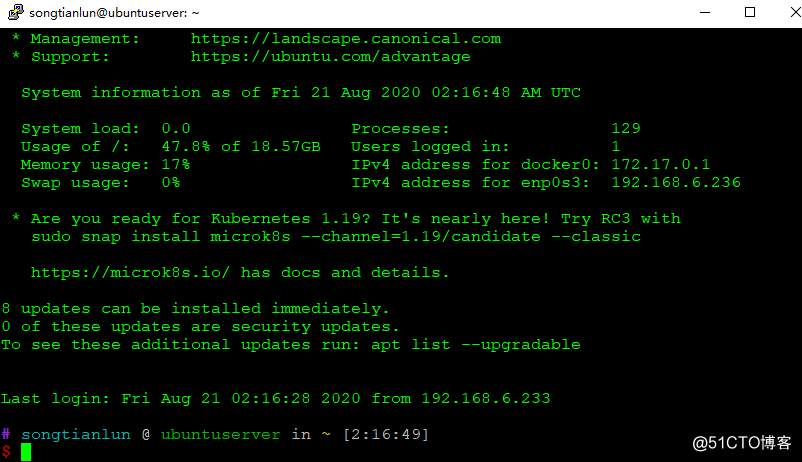 songtianlun@ubuntuserver: ~
* Management: https://landscape.canonical.com
* Support: https://ubuntu.com/advantage
System information as of Fri 21 Aug 2020 02:16:48 AM UTC
System load: 0.0 Processes: 129
Usage of /: 47.8% of 18.57GB Users logged in: 1
Memory usage: 17% IPv4 address for docker0: 172.17.0.1
Swap usage: 0% IPv4 address for enp0s3: 192.168.6.236
* Are you ready for Kubernetes 1.19? It's nearly here! Try RC3 with
sudo snap install microk8s --channel=1.19/candidate --classic
https://microk8s.io/ has docs and details.
8 updates can be installed immediately.
0 of these updates are security updates.
To see these additional updates run: apt list --upgradable
Last login: Fri Aug 21 02:16:28 2020 from 192.168.6.233
# songtianlun @ ubuntuserver in ~ [2:16:49]
$
@51CTO博客